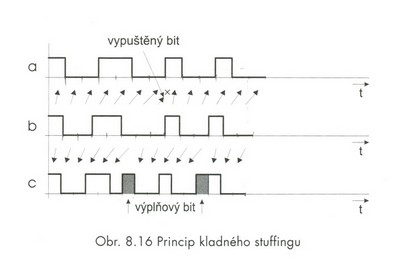 vypuštěný bit
a
t
×
b
t
c
t
výplňový bit
Obr. 8.16 Princip kladného stuffingu